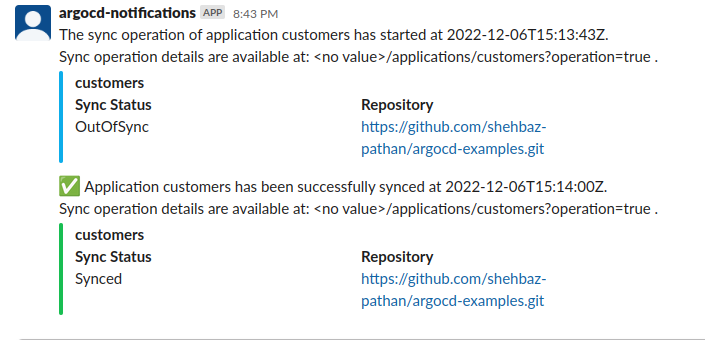 argocd-notifications APP 8:43 PM
The sync operation of application customers has started at 2022-12-06T15:13:43Z.
Sync operation details are available at: <no value>/applications/customers?operation=true .
customers
Sync Status Repository
OutOfSync https://github.com/shehbaz-
pathan/argocd-examples.git
✅ Application customers has been successfully synced at 2022-12-06T15:14:00Z.
Sync operation details are available at: <no value>/applications/customers?operation=true .
customers
Sync Status Repository
Synced https://github.com/shehbaz-
pathan/argocd-examples.git